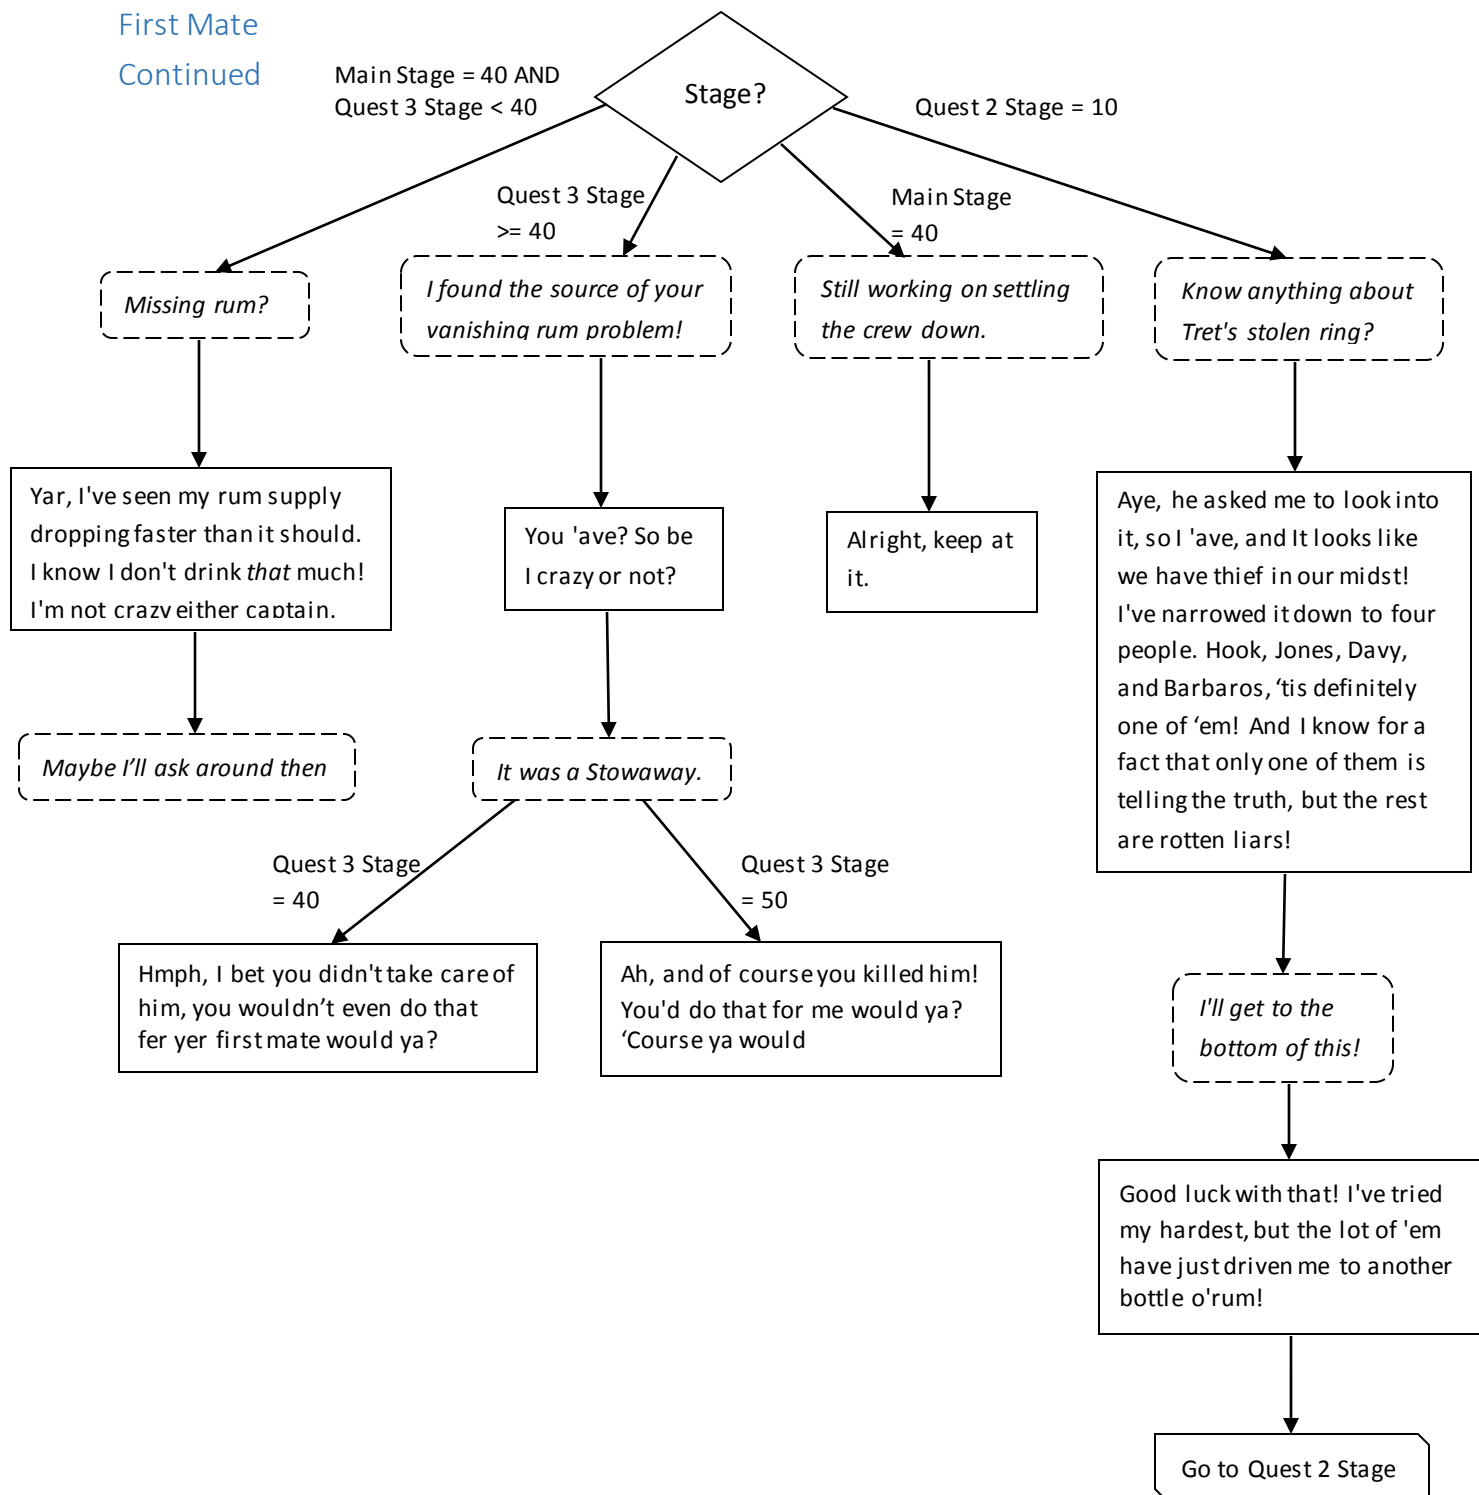 First Mate
Continued
Main Stage = 40 AND
Quest 3 Stage < 40
Stage?
Quest 2 Stage = 10
Quest 3 Stage
>= 40
Main Stage
= 40
Missing rum?
I found the source of your
vanishing rum problem!
Still working on settling
the crew down.
Know anything about
Tret's stolen ring?
Yar, I've seen my rum supply
dropping faster than it should.
I know I don't drink that much!
I'm not crazy either captain.
You 'ave? So be
I crazy or not?
Alright, keep at
it.
Aye, he asked me to look into
it, so I 'ave, and It looks like
we have thief in our midst!
I've narrowed it down to four
people. Hook, Jones, Davy,
and Barbaros, ‘tis definitely
one of ‘em! And I know for a
fact that only one of them is
telling the truth, but the rest
are rotten liars!
Maybe I’ll ask around then
It was a Stowaway.
Quest 3 Stage
= 40
Quest 3 Stage
= 50
Hmph, I bet you didn't take care of
him, you wouldn’t even do that
fer yer first mate would ya?
Ah, and of course you killed him!
You'd do that for me would ya?
‘Course ya would
I'll get to the
bottom of this!
Good luck with that! I've tried
my hardest, but the lot of 'em
have just driven me to another
bottle o'rum!
Go to Quest 2 Stage